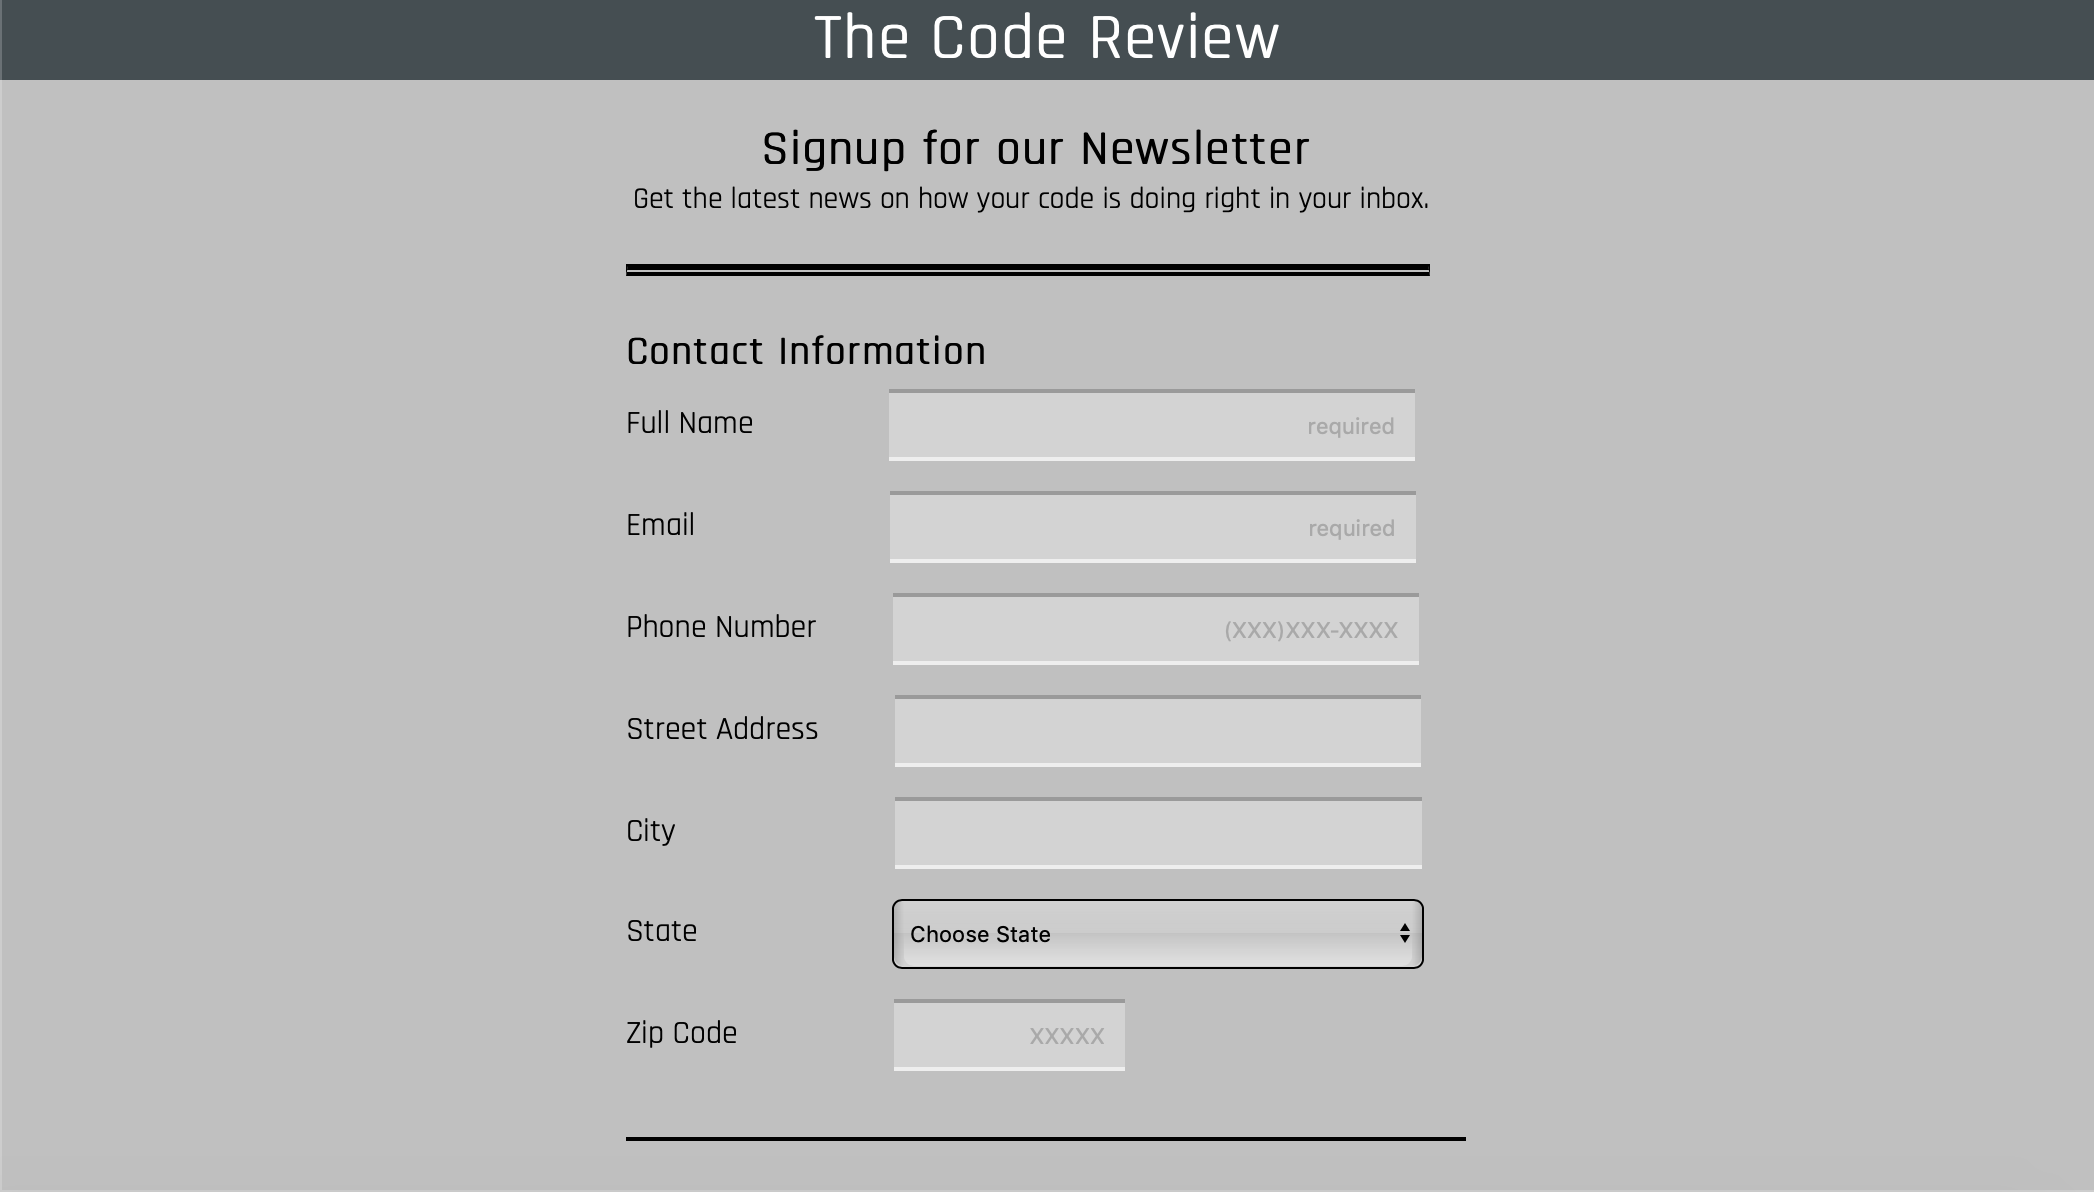 The Code Review
Signup for our Newsletter
Get the latest news on how your code is doing right in your inbox.
Contact Information
Full Name required
Email required
Phone Number (XXX)XXX-XXXX
Street Address
City
State Choose State
Zip Code XXXXX